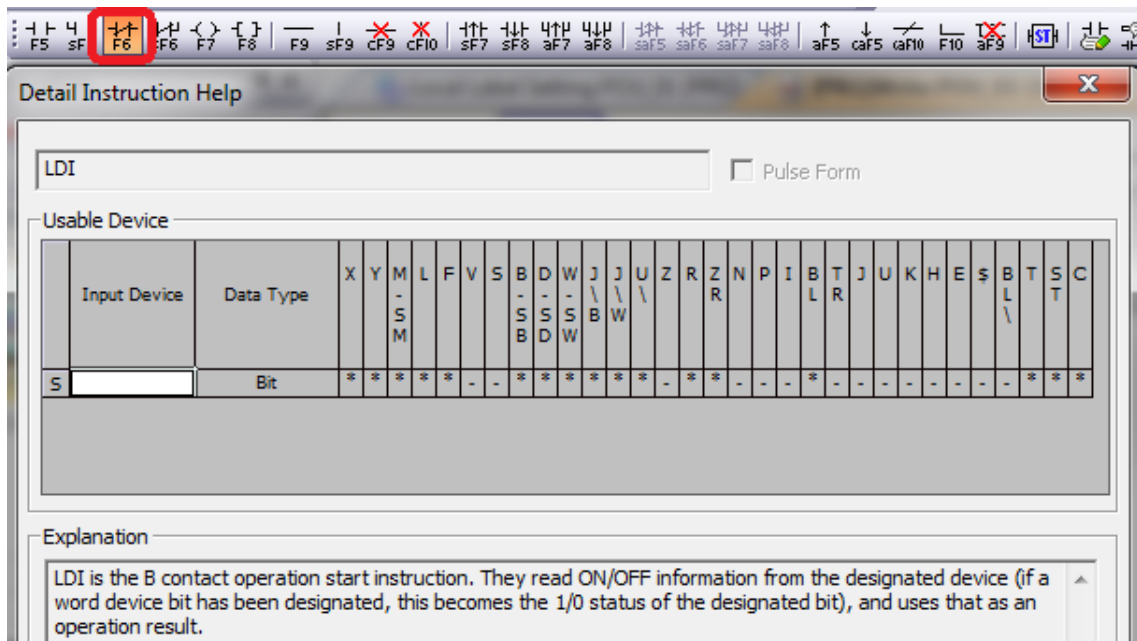 F5 sF F6 sF6 F7 F8 F9 sF9 cF9 cF10 sF7 sF8 aF7 aF8 saF5 saF6 saF7 saF8 aF5 caF5 caF10 F10 aF9 ST
Detail Instruction Help
LDI
Pulse Form
Usable Device
Input Device Data Type X Y M-SM L F V S B-SB D-SD W-SW J\B J\W U\ Z R ZR N P I BL TR J U K H E $ BL\ T ST C
S Bit * * * * * - - * * * * * * - * * - - - * - - - - - - - - * * *
Explanation
LDI is the B contact operation start instruction. They read ON/OFF information from the designated device (if a
word device bit has been designated, this becomes the 1/0 status of the designated bit), and uses that as an
operation result.